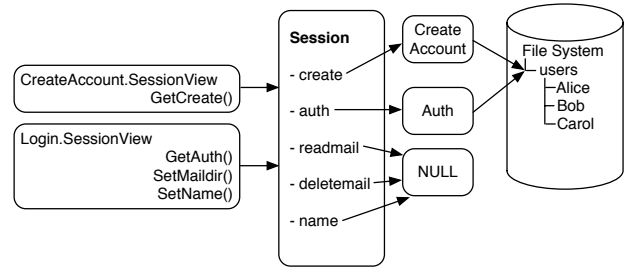 CreateAccount.SessionView
GetCreate()
Login.SessionView
GetAuth()
SetMaildir()
SetName()
Session
- create
- auth
- readmail
- deletemail
- name
Create
Account
Auth
NULL
File System
users
Alice
Bob
Carol